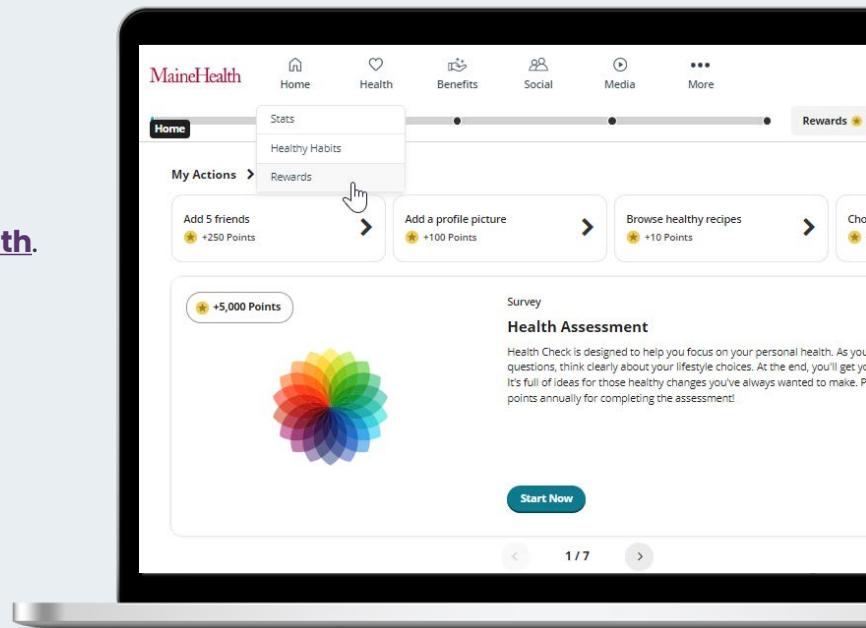 th.
MaineHealth
Home
Health
Benefits
Social
Media
More
Home
Stats
Healthy Habits
Rewards
Rewards
My Actions
Add 5 friends
+250 Points
Add a profile picture
+100 Points
Browse healthy recipes
+10 Points
Cho
+5,000 Points
Survey
Health Assessment
Health Check is designed to help you focus on your personal health. As you
questions, think clearly about your lifestyle choices. At the end, you'll get yo
It's full of ideas for those healthy changes you've always wanted to make. P
points annually for completing the assessment!
Start Now
1 / 7